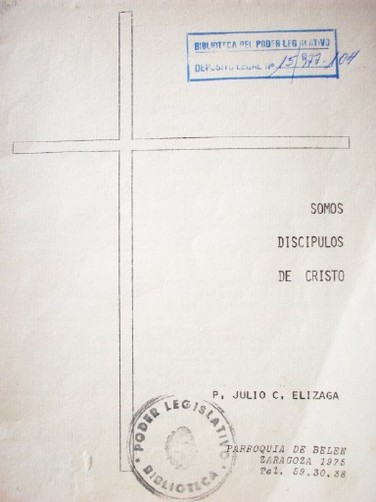 BIBLIOTECA DEL PODER LEGISLATIVO
DEPOSITO LEGAL Nº 15/977-104
SOMOS
DISCIPULOS
DE CRISTO
P. JULIO C. ELIZAGA
PODER LEGISLATIVO
BIBLIOTECA
PARROQUIA DE BELEN
ZARAGOZA 1975
Tel. 59.30.38